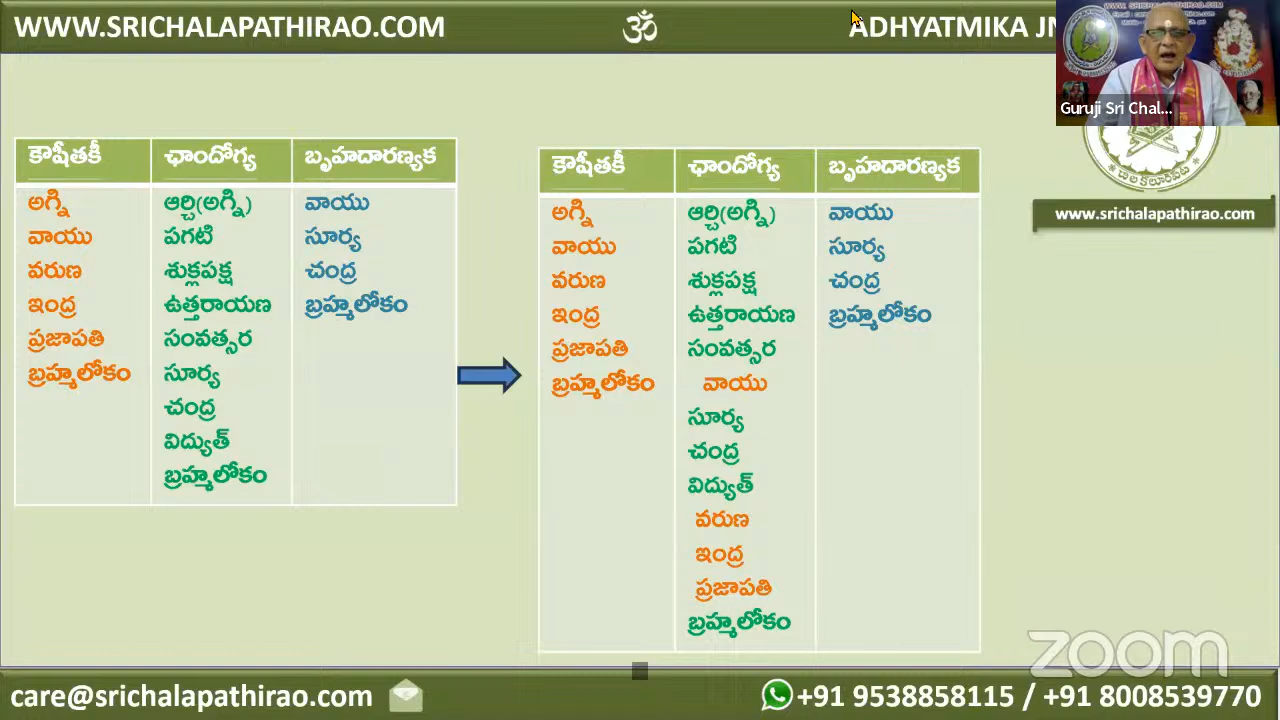 WWW.SRICHALAPATHIRAO.COM
ॐ
ADHYATMIKA JN
Guruji Sri Chal...
www.srichalapathirao.com
కౌషీతకీ ఛాందోగ్య బృహదారణ్యక
అగ్ని ఆర్చి(అగ్ని) వాయు
వాయు పగటి సూర్య
వరుణ శుక్లపక్ష చంద్ర
ఇంద్ర ఉత్తరాయణ బ్రహ్మలోకం
ప్రజాపతి సంవత్సర
బ్రహ్మలోకం సూర్య
చంద్ర
విద్యుత్
బ్రహ్మలోకం
కౌషీతకీ ఛాందోగ్య బృహదారణ్యక
అగ్ని ఆర్చి(అగ్ని) వాయు
వాయు పగటి సూర్య
వరుణ శుక్లపక్ష చంద్ర
ఇంద్ర ఉత్తరాయణ బ్రహ్మలోకం
ప్రజాపతి సంవత్సర
బ్రహ్మలోకం వాయు
సూర్య
చంద్ర
విద్యుత్
వరుణ
ఇంద్ర
ప్రజాపతి
బ్రహ్మలోకం
zoom
care@srichalapathirao.com
+91 9538858115 / +91 8008539770